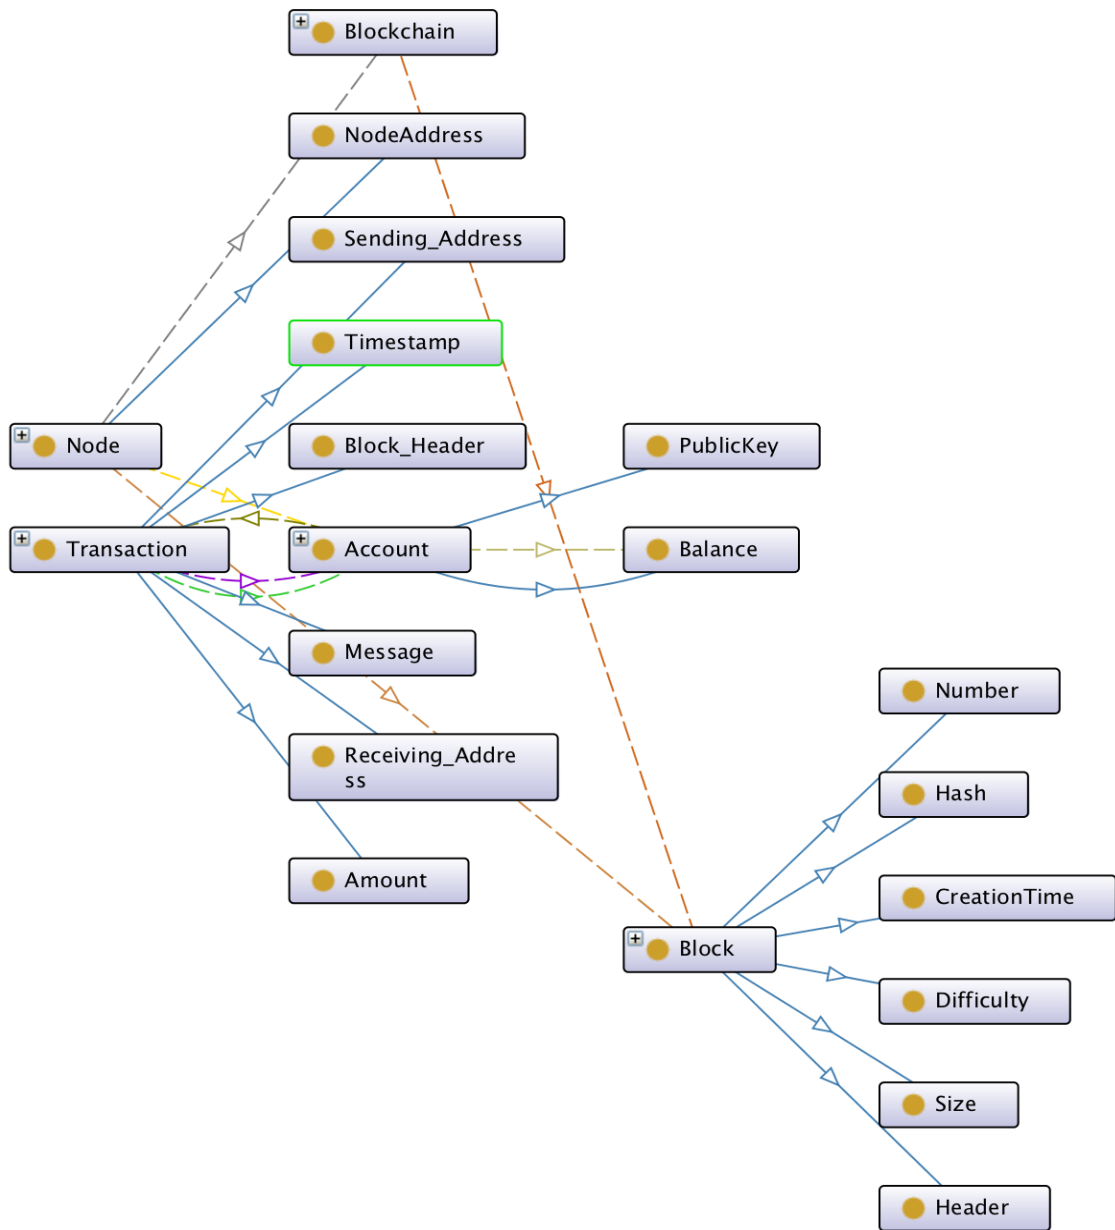 Blockchain
NodeAddress
Sending_Address
Timestamp
Node
Block_Header
PublicKey
Transaction
Account
Balance
Message
Number
Receiving_Addre
ss
Hash
Amount
CreationTime
Block
Difficulty
Size
Header